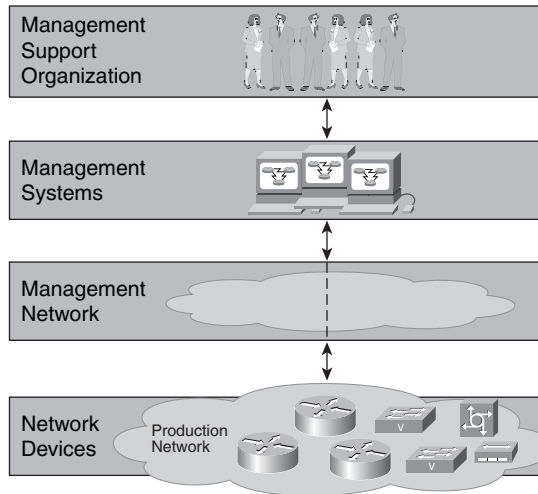 Management
Support
Organization
Management
Systems
Management
Network
Network
Devices
Production
Network
V
V